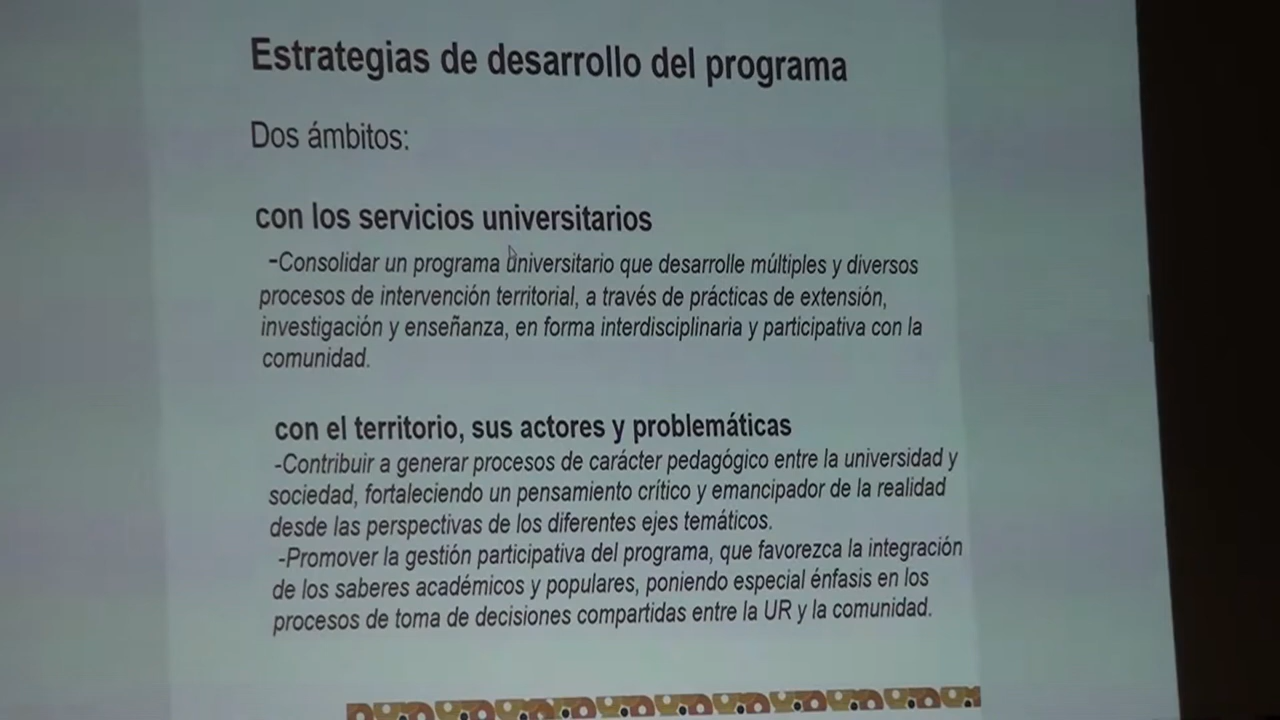 Estrategias de desarrollo del programa
Dos ámbitos:
con los servicios universitarios
-Consolidar un programa universitario que desarrolle múltiples y diversos
procesos de intervención territorial, a través de prácticas de extensión,
investigación y enseñanza, en forma interdisciplinaria y participativa con la
comunidad.
con el territorio, sus actores y problemáticas
-Contribuir a generar procesos de carácter pedagógico entre la universidad y
sociedad, fortaleciendo un pensamiento crítico y emancipador de la realidad
desde las perspectivas de los diferentes ejes temáticos.
-Promover la gestión participativa del programa, que favorezca la integración
de los saberes académicos y populares, poniendo especial énfasis en los
procesos de toma de decisiones compartidas entre la UR y la comunidad.